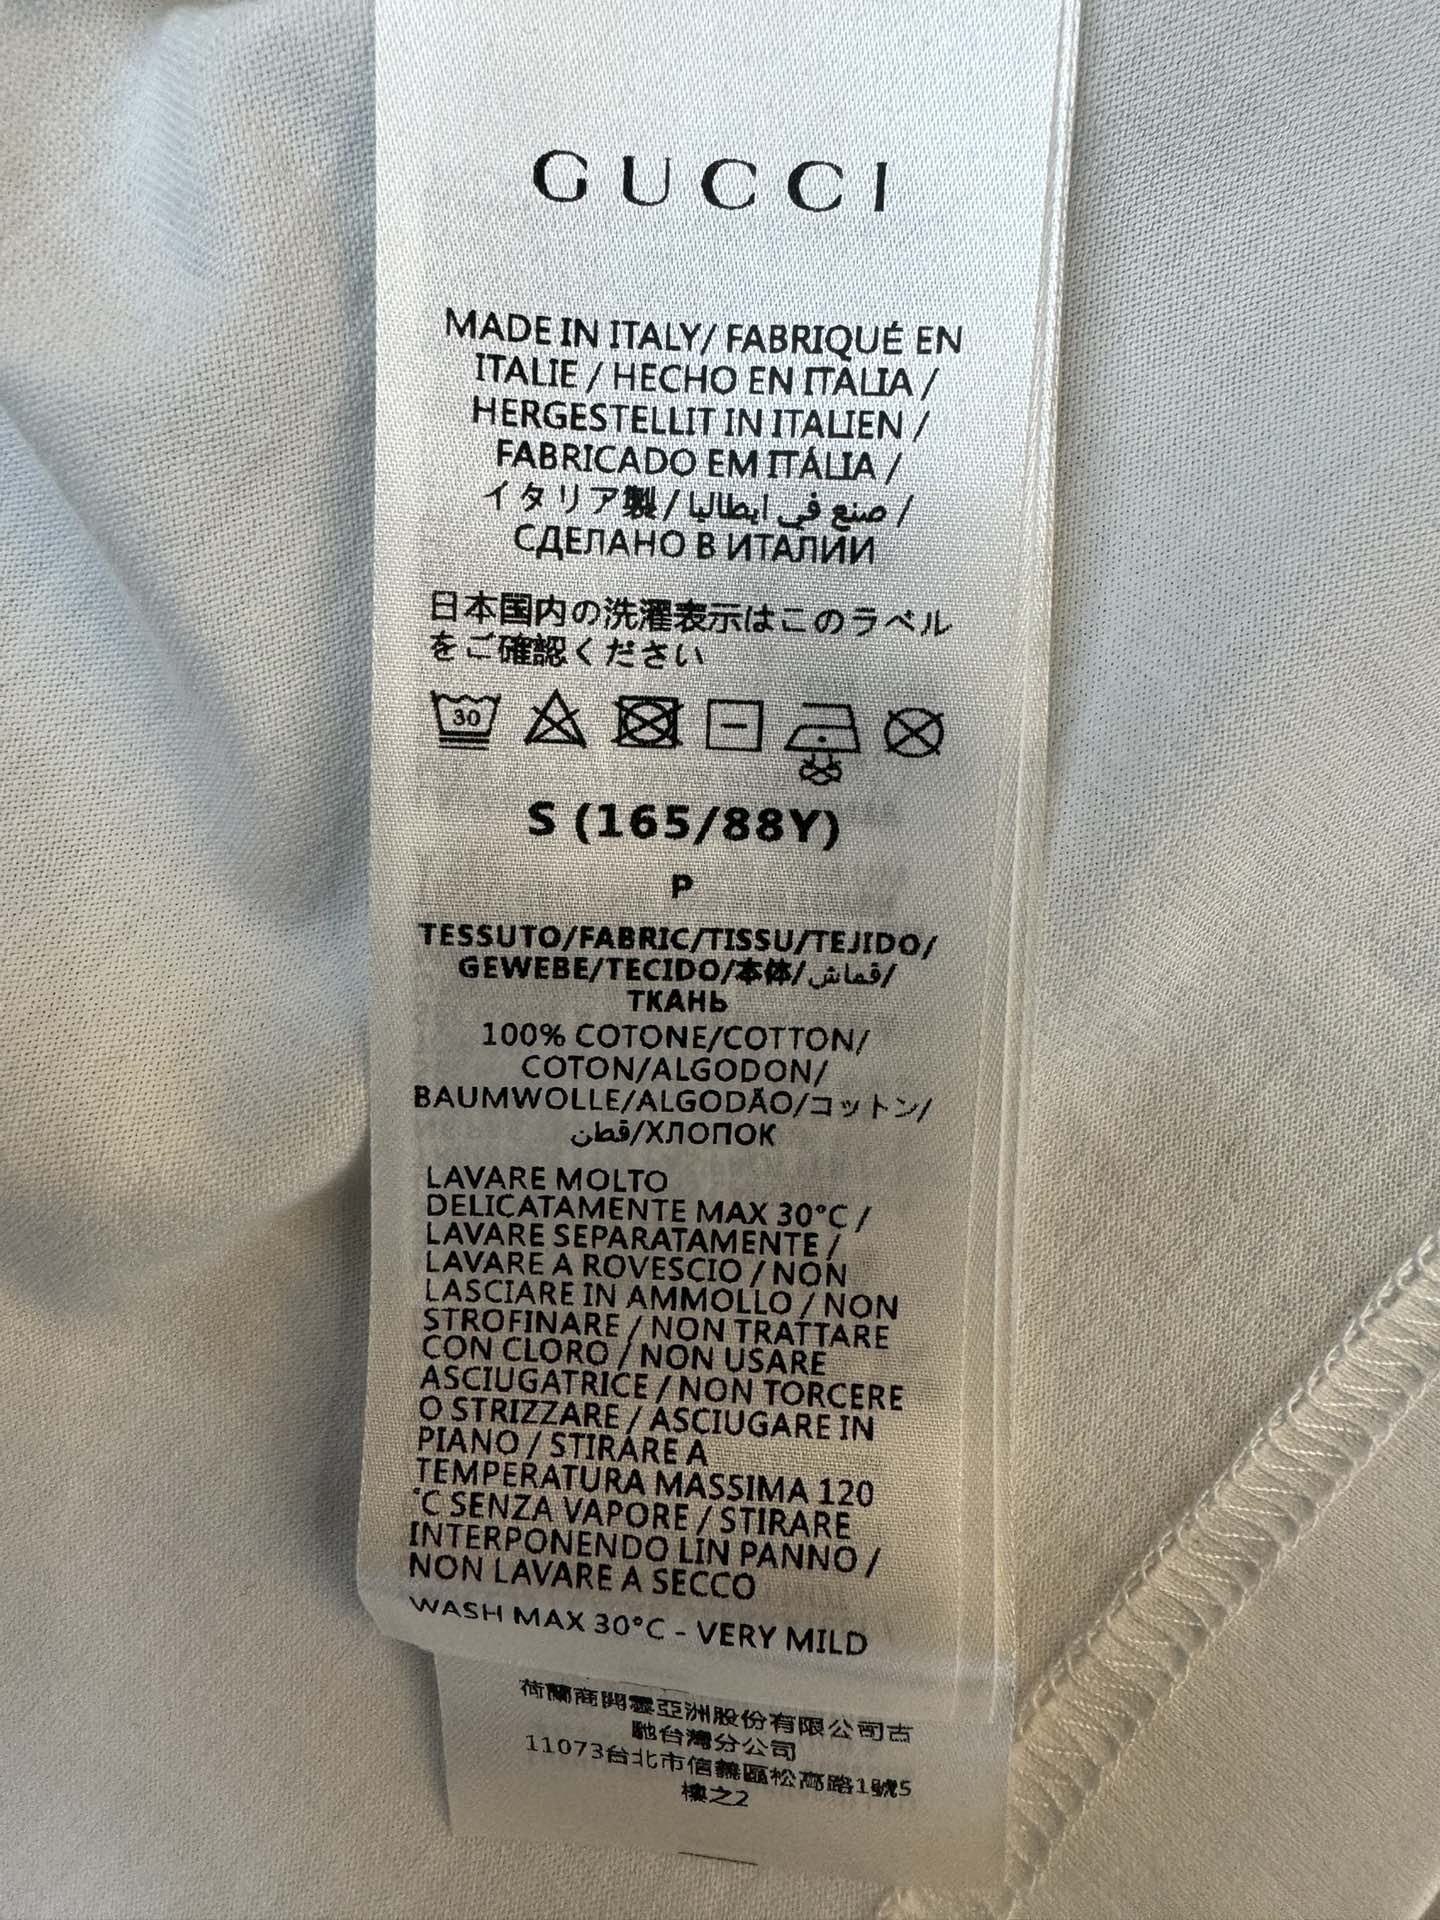 GUCCI
MADE IN ITALY/ FABRIQUÉ EN
ITALIE / HECHO EN ITALIA /
HERGESTELLIT IN ITALIEN /
FABRICADO EM ITÁLIA /
イタリア製 / صنع في ايطاليا /
СДЕЛАНО В ИТАЛИИ
日本国内の洗濯表示はこのラベル
をご確認ください
30
S (165/88Y)
P
TESSUTO/FABRIC/TISSU/TEJIDO/
GEWEBE/TECIDO/本体/قماش/
ТКАНЬ
100% COTONE/COTTON/
COTON/ALGODON/
BAUMWOLLE/ALGODÃO/コットン/
قطن/ХЛОПОК
LAVARE MOLTO
DELICATAMENTE MAX 30°C /
LAVARE SEPARATAMENTE /
LAVARE A ROVESCIO / NON
LASCIARE IN AMMOLLO / NON
STROFINARE / NON TRATTARE
CON CLORO / NON USARE
ASCIUGATRICE / NON TORCERE
O STRIZZARE / ASCIUGARE IN
PIANO / STIRARE A
TEMPERATURA MASSIMA 120
°C SENZA VAPORE / STIRARE
INTERPONENDO LIN PANNO /
NON LAVARE A SECCO
WASH MAX 30°C - VERY MILD
荷蘭商開雲亞洲股份有限公司古
馳台灣分公司
11073台北市信義區松高路1號5
樓之2